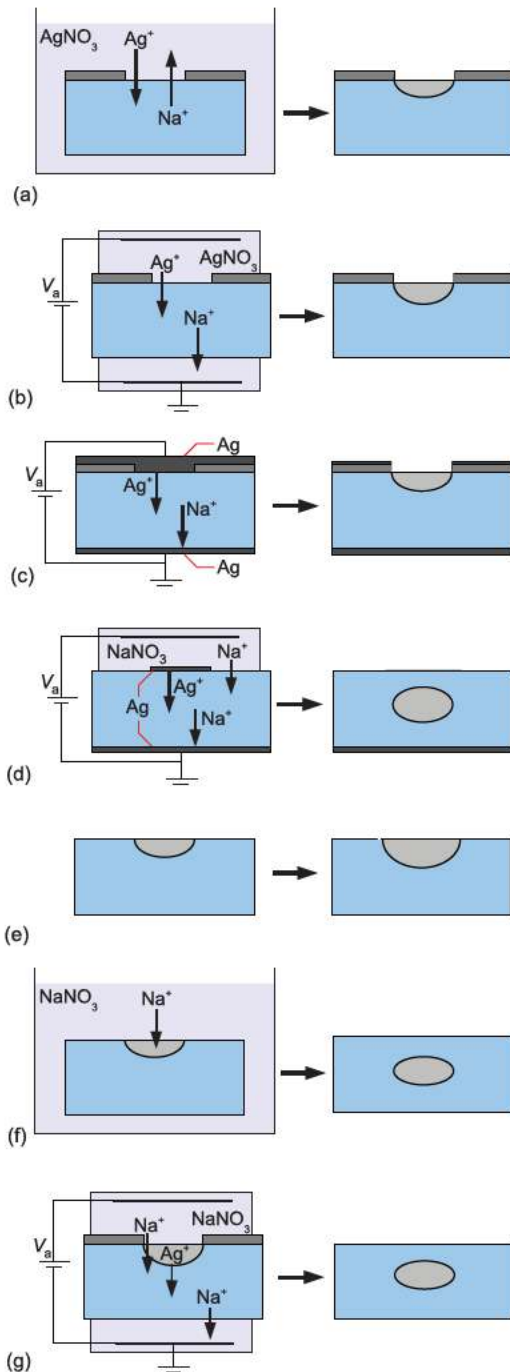 AgNO₃
Ag⁺
Na⁺
(a)
Vₐ
Ag⁺
AgNO₃
Na⁺
(b)
Vₐ
Ag
Ag⁺
Na⁺
Ag
(c)
Vₐ
NaNO₃
Na⁺
Ag⁺
Ag
Na⁺
(d)
(e)
NaNO₃
Na⁺
(f)
Vₐ
Na⁺
NaNO₃
Ag⁺
Na⁺
(g)